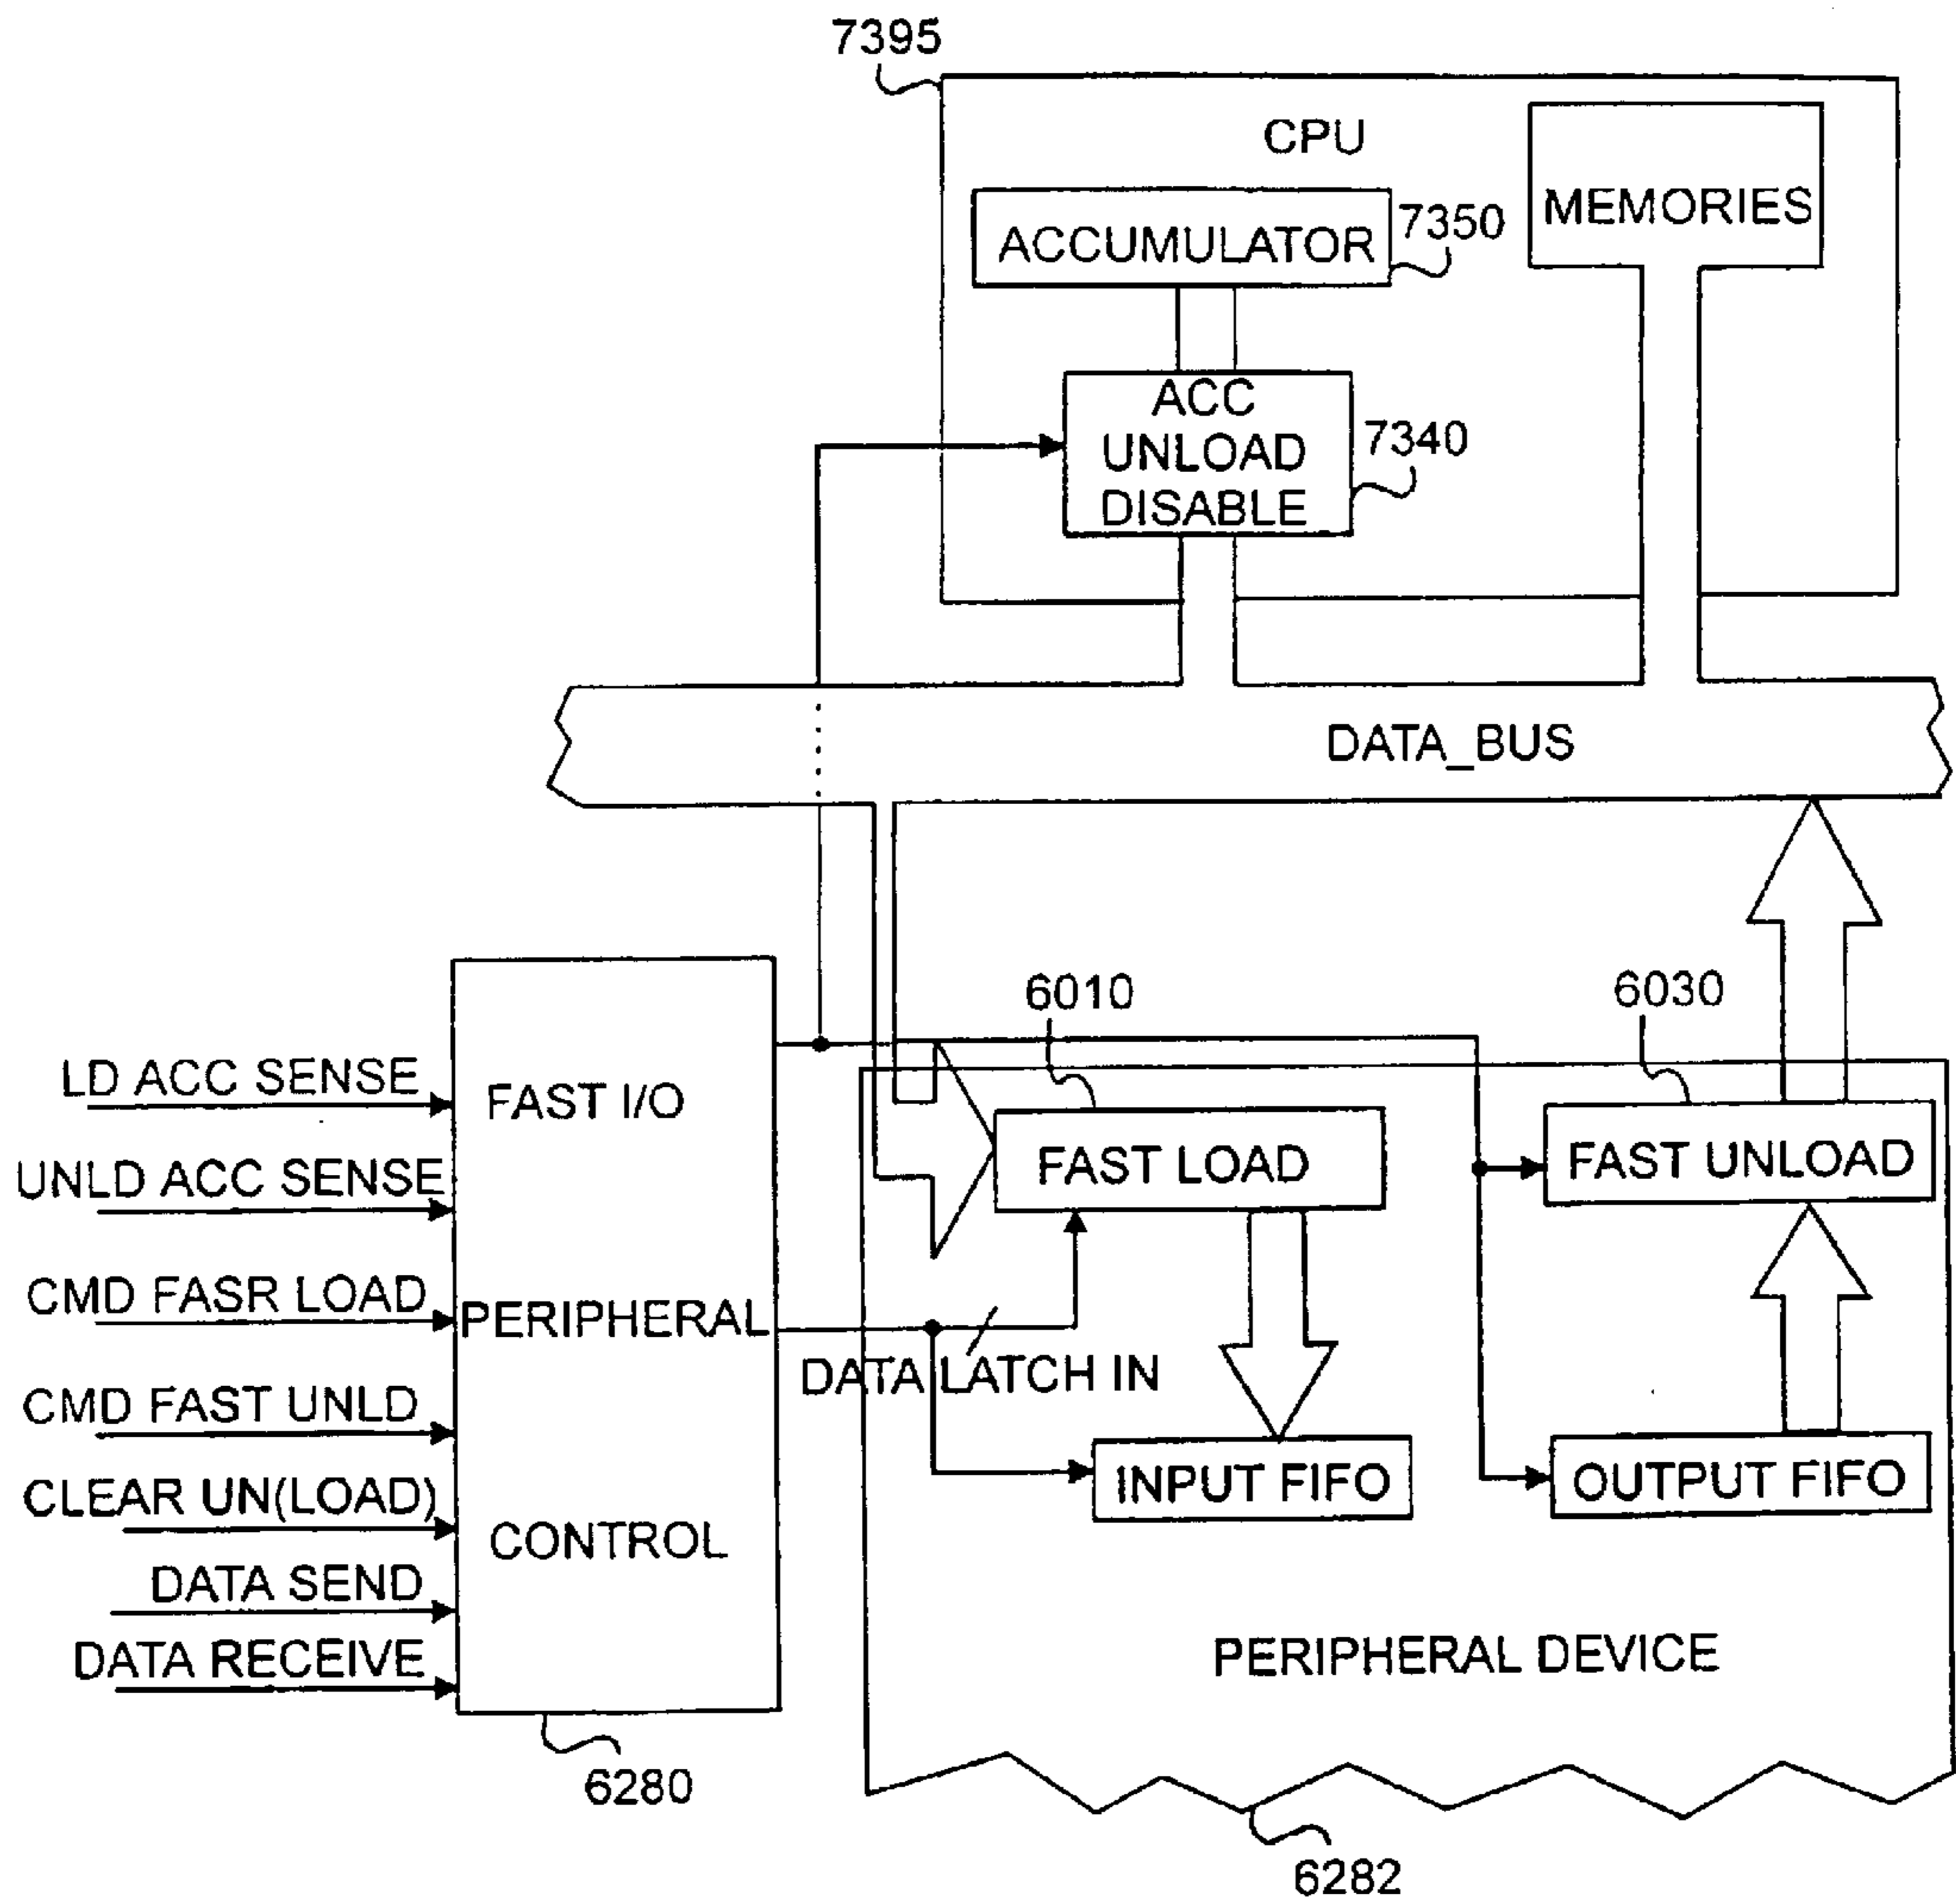 7395
CPU
MEMORIES
ACCUMULATOR
7350
ACC
UNLOAD
DISABLE
7340
DATA_BUS
6010
6030
LD ACC SENSE
FAST I/O
UNLD ACC SENSE
FAST LOAD
FAST UNLOAD
CMD FASR LOAD
PERIPHERAL
DATA LATCH IN
CMD FAST UNLD
CLEAR UN(LOAD)
INPUT FIFO
OUTPUT FIFO
CONTROL
DATA SEND
DATA RECEIVE
PERIPHERAL DEVICE
6280
6282